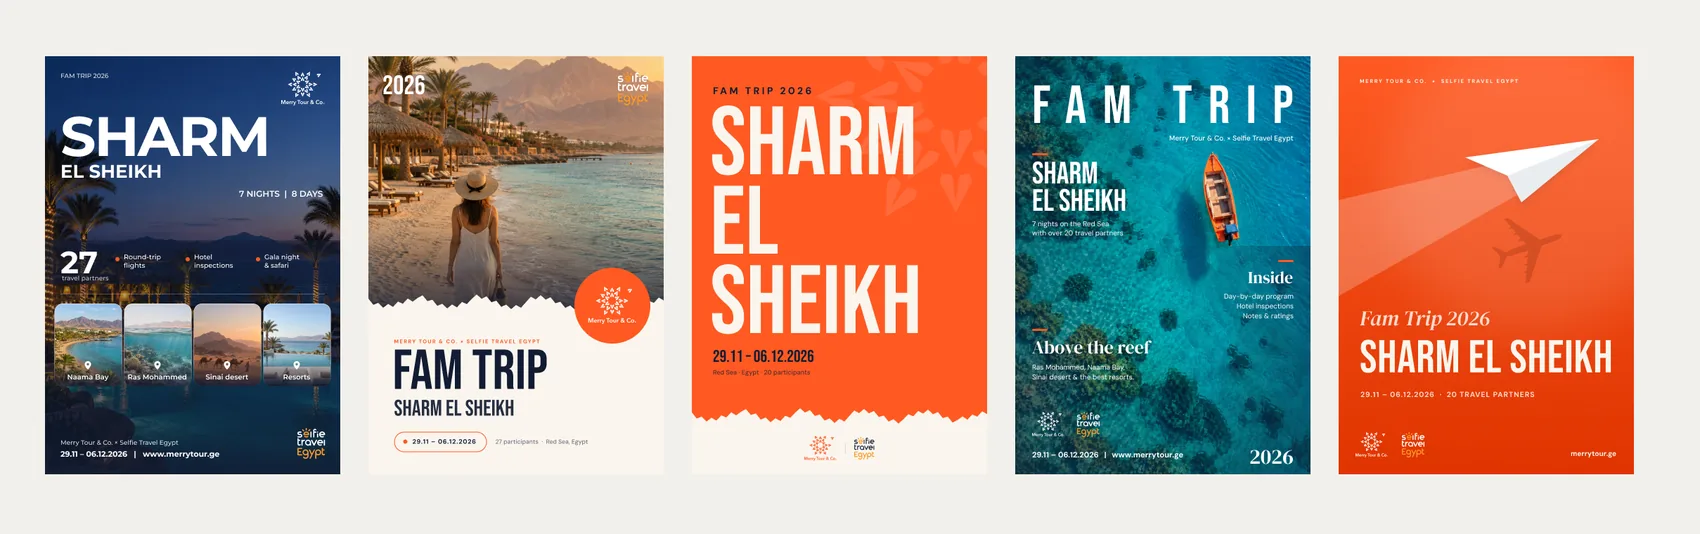 FAM TRIP 2026
Merry Tour & Co.
SHARM
EL SHEIKH
7 NIGHTS | 8 DAYS
27
travel partners
Round-trip
flights
Hotel
inspections
Gala night
& safari
Naama Bay
Ras Mohammed
Sinai desert
Resorts
Merry Tour & Co. × Selfie Travel Egypt
29.11 – 06.12.2026 | www.merrytour.ge
selfie
travel
Egypt
2026
selfie
travel
Egypt
Merry Tour & Co.
MERRY TOUR & CO. × SELFIE TRAVEL EGYPT
FAM TRIP
SHARM EL SHEIKH
29.11 – 06.12.2026
27 participants · Red Sea, Egypt
FAM TRIP 2026
SHARM
EL
SHEIKH
29.11 – 06.12.2026
Red Sea · Egypt · 20 participants
Merry Tour & Co.
selfie
travel
Egypt
FAM TRIP
Merry Tour & Co. × Selfie Travel Egypt
SHARM
EL SHEIKH
7 nights on the Red Sea
with over 20 travel partners
Inside
Day-by-day program
Hotel inspections
Notes & ratings
Above the reef
Ras Mohammed, Naama Bay,
Sinai desert & the best resorts.
Merry Tour & Co.
selfie
travel
Egypt
29.11 – 06.12.2026 | www.merrytour.ge
2026
MERRY TOUR & CO. × SELFIE TRAVEL EGYPT
Fam Trip 2026
SHARM EL SHEIKH
29.11 – 06.12.2026 · 20 TRAVEL PARTNERS
Merry Tour & Co.
selfie
travel
Egypt
merrytour.ge